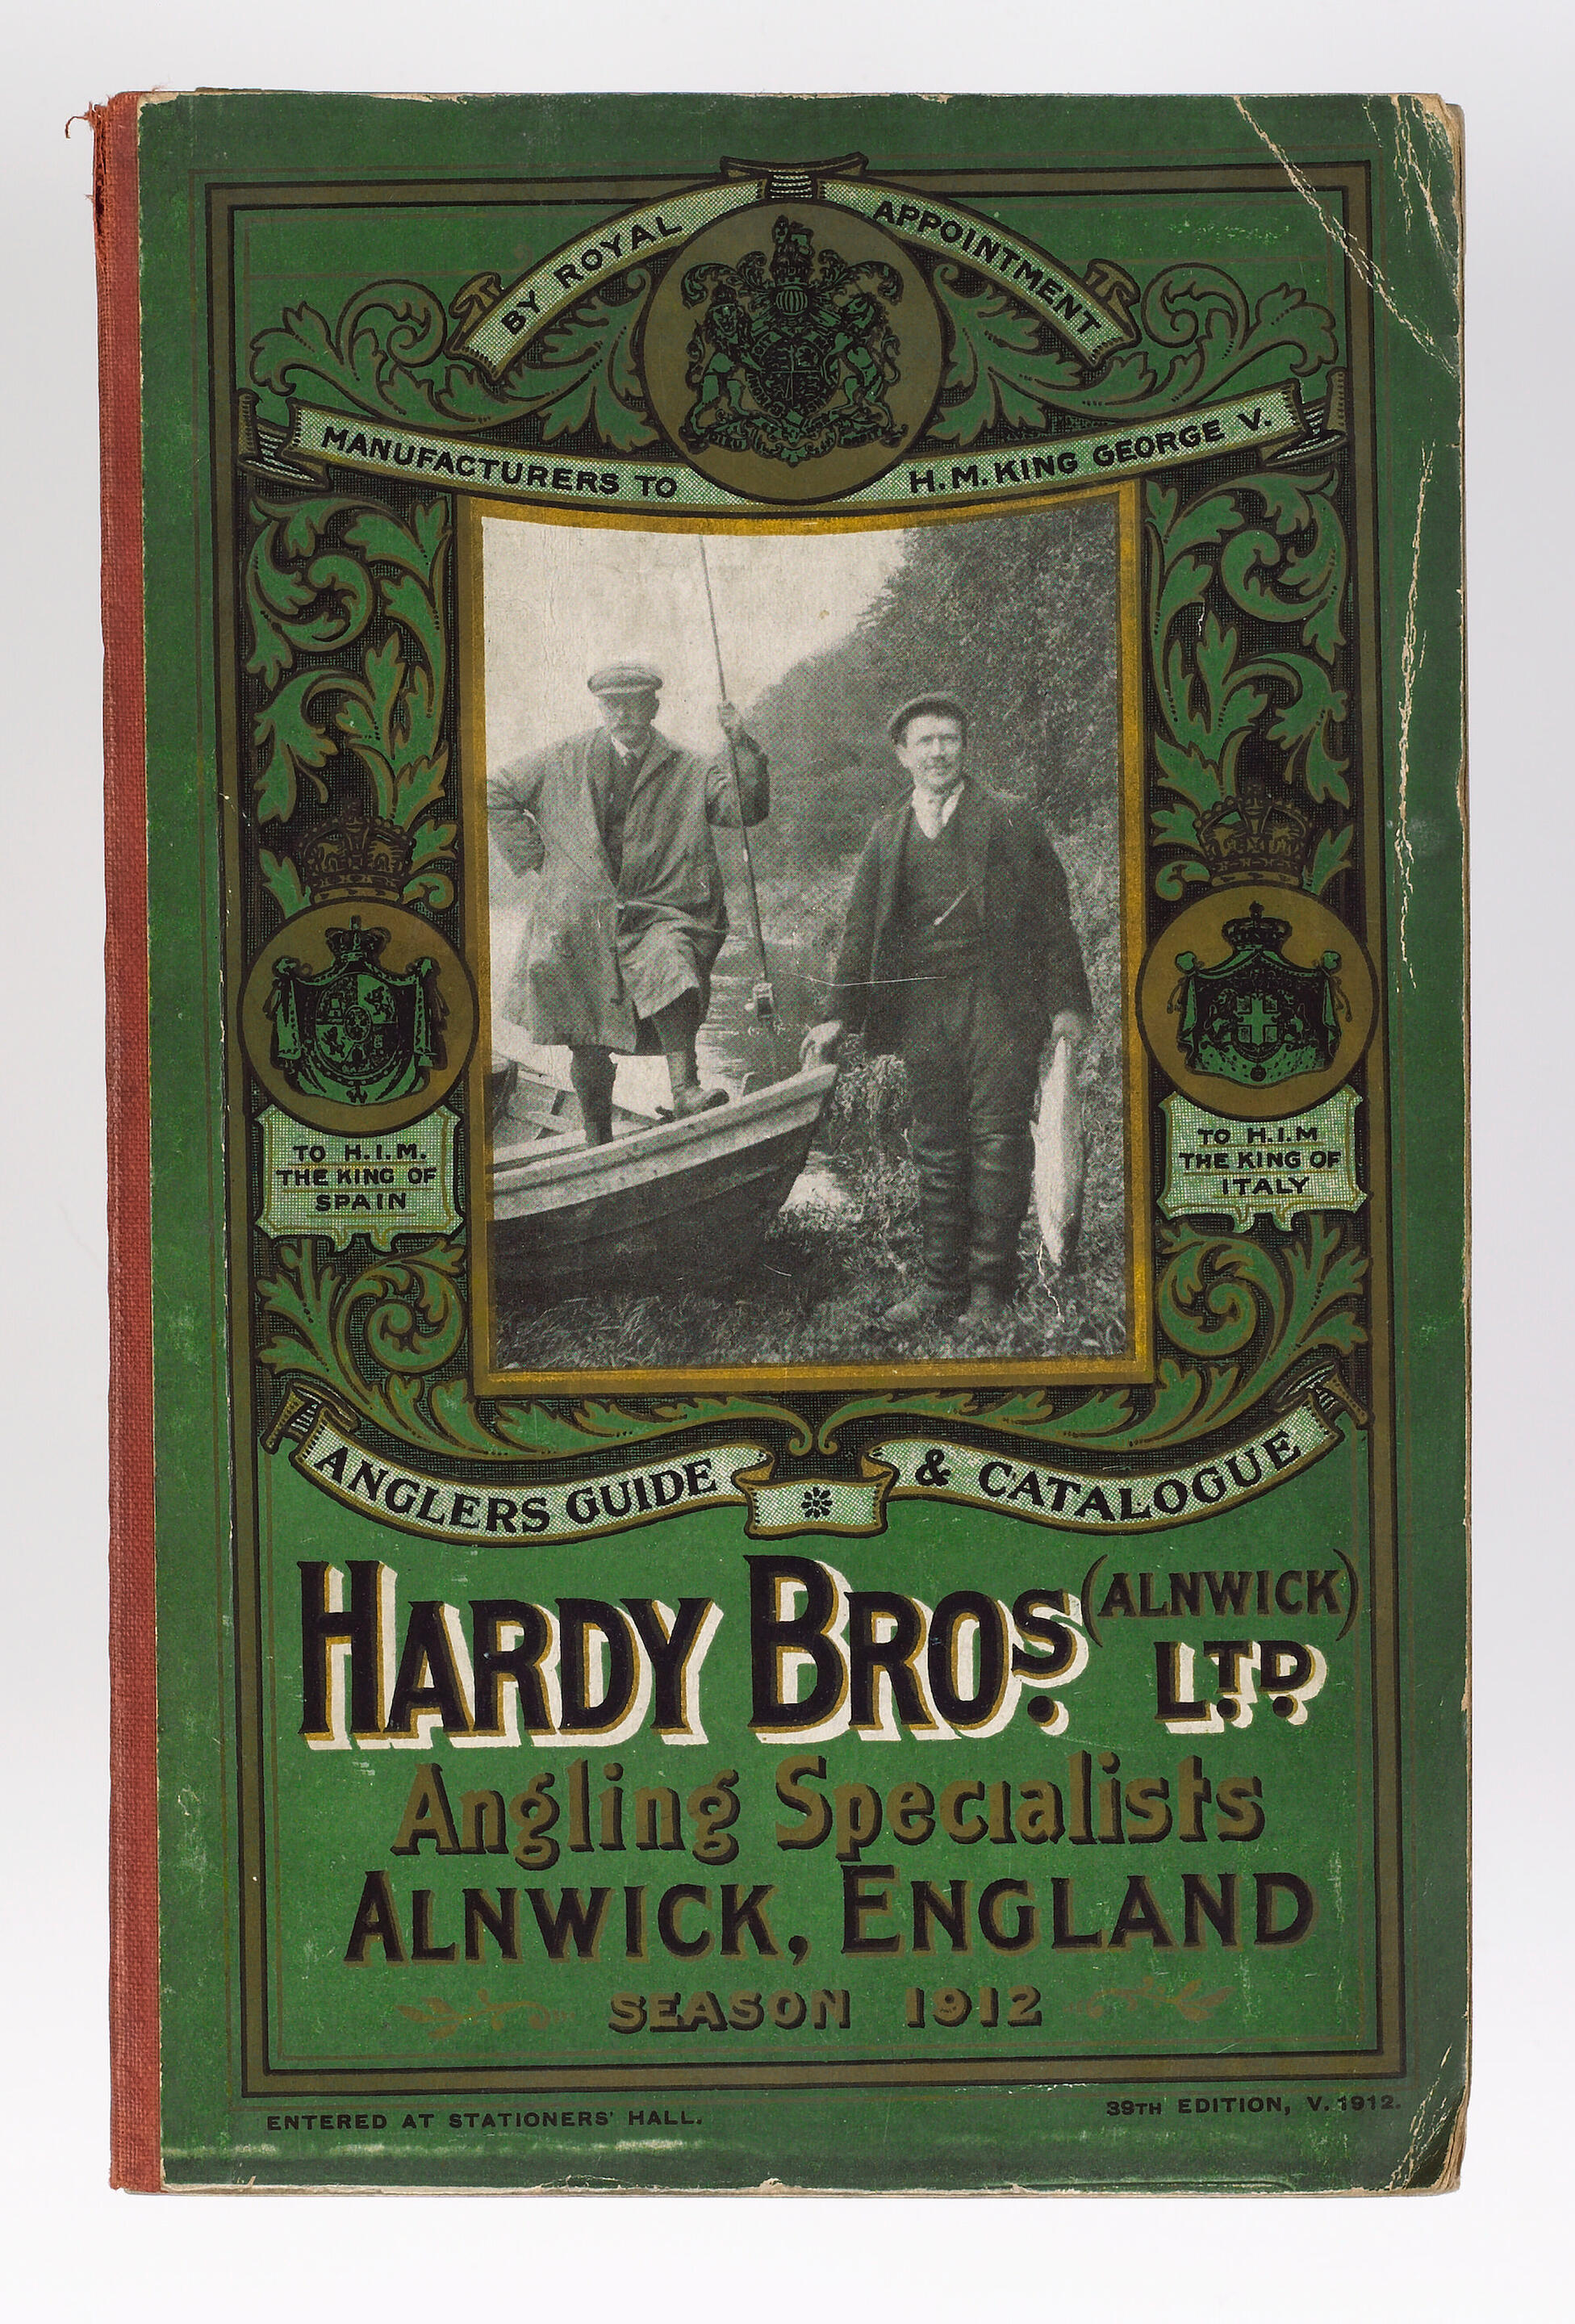 BY ROYAL APPOINTMENT
MANUFACTURERS TO H.M. KING GEORGE V.
TO H.I.M.
THE KING OF
SPAIN
TO H.I.M
THE KING OF
ITALY
ANGLERS GUIDE & CATALOGUE
HARDY BROS. (ALNWICK) LTD.
Angling Specialists
ALNWICK, ENGLAND
SEASON 1912
ENTERED AT STATIONERS' HALL.
39TH EDITION, V. 1912.